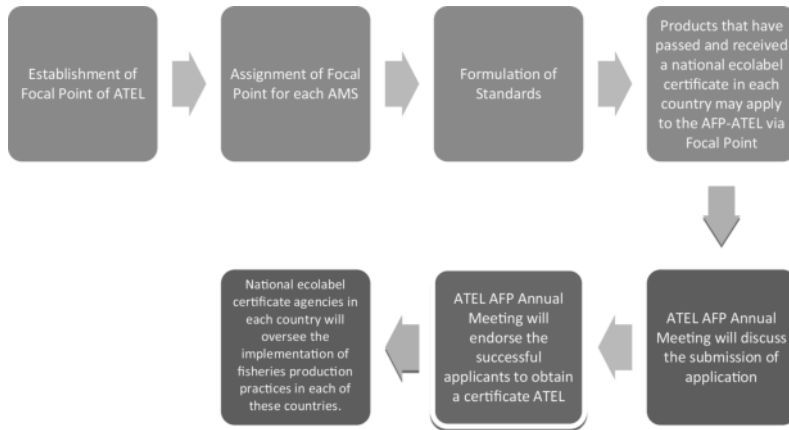 Establishment of
Focal Point of ATEL
Assignment of Focal
Point for each AMS
Formulation of
Standards
Products that have
passed and received
a national ecolabel
certificate in each
country may apply
to the AFP-ATEL via
Focal Point
ATEL AFP Annual
Meeting will discuss
the submission of
application
ATEL AFP Annual
Meeting will
endorse the
successful
applicants to obtain
a certificate ATEL
National ecolabel
certificate agencies in
each country will
oversee the
implementation of
fisheries production
practices in each of
these countries.